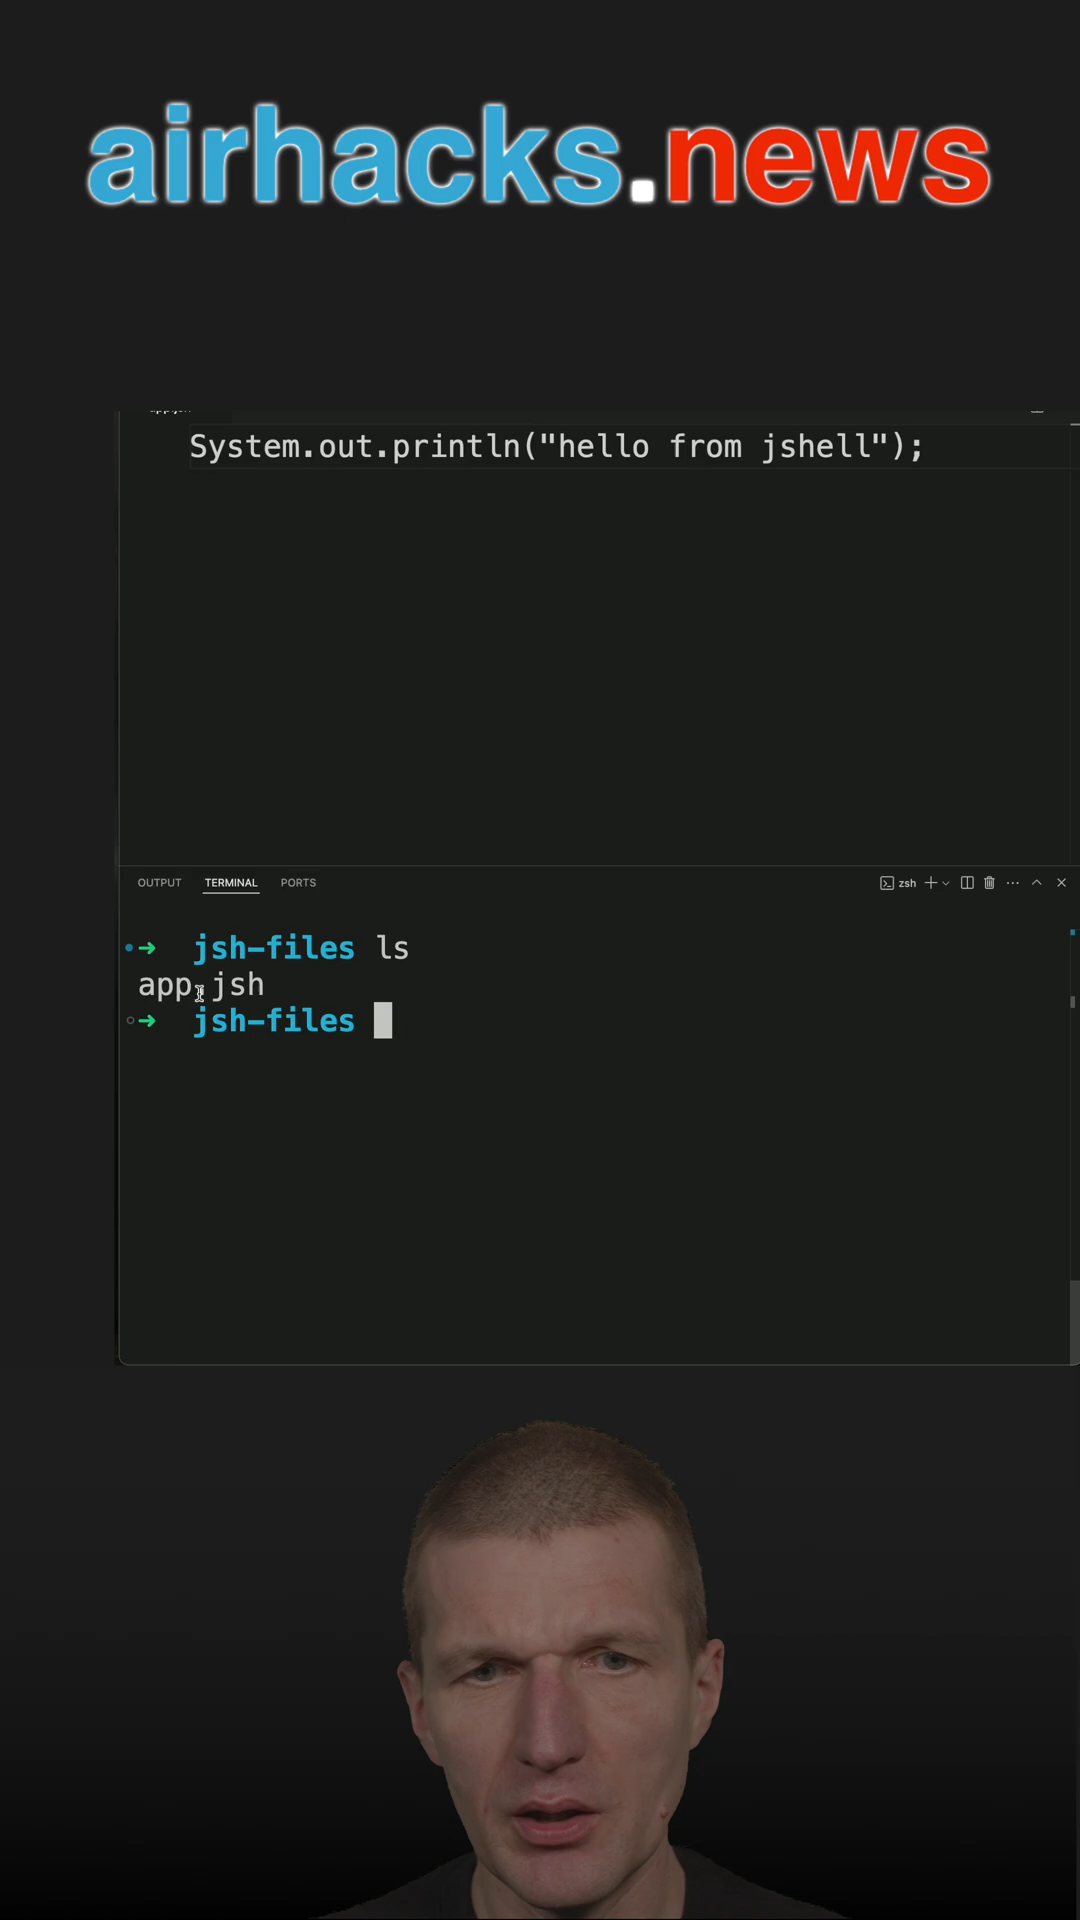 airhacks.news
System.out.println("hello from jshell");
OUTPUT TERMINAL PORTS zsh
➜ jsh-files ls
app.jsh
➜ jsh-files